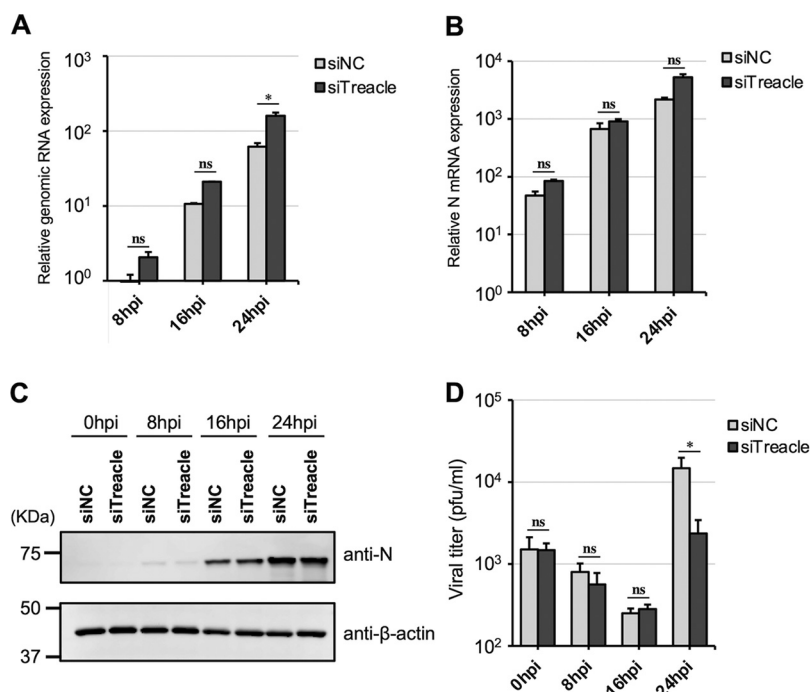 A
Relative genomic RNA expression
10³
10²
10¹
10⁰
ns
ns
*
siNC
siTreacle
8hpi
16hpi
24hpi
B
Relative N mRNA expression
10⁴
10³
10²
10¹
10⁰
ns
ns
ns
siNC
siTreacle
8hpi
16hpi
24hpi
C
0hpi 8hpi 16hpi 24hpi
siNC siTreacle siNC siTreacle siNC siTreacle siNC siTreacle
(KDa)
75 anti-N
50
anti-β-actin
37
D
Viral titer (pfu/ml)
10⁵
10⁴
10³
10²
ns
ns
ns
*
siNC
siTreacle
0hpi
8hpi
16hpi
24hpi